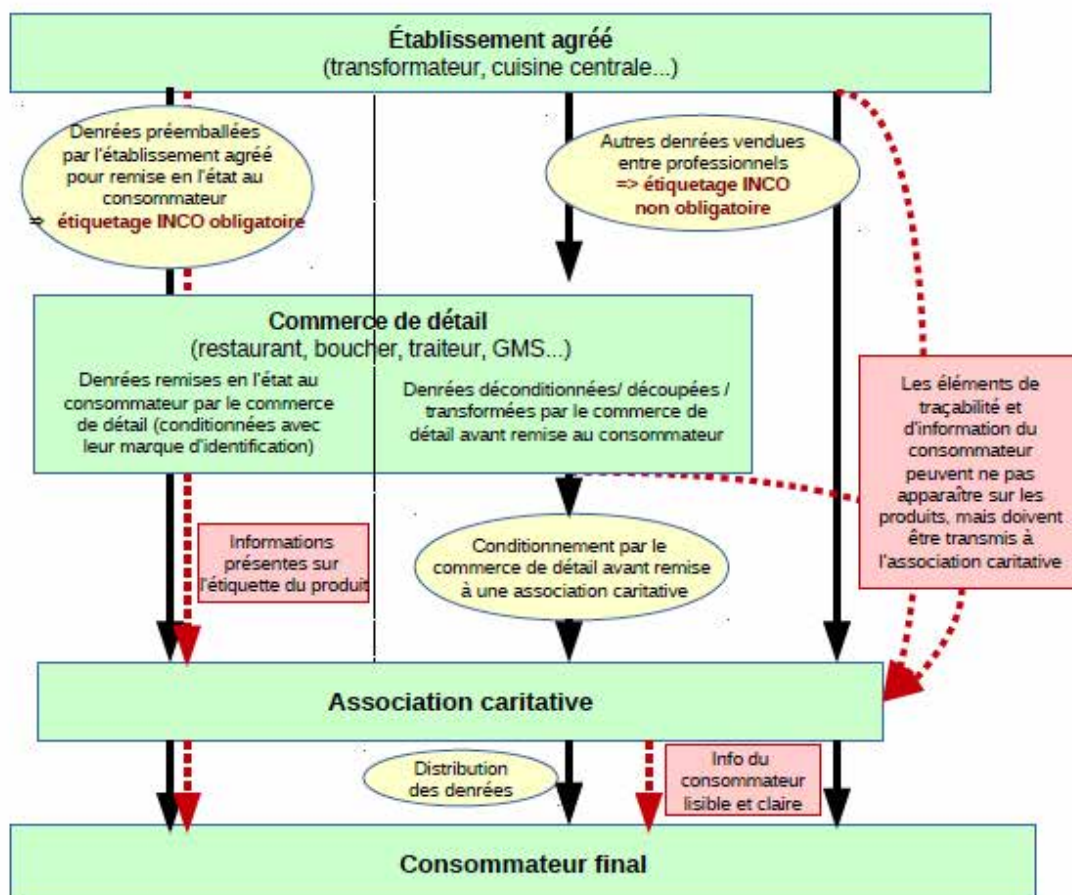 Établissement agréé
(transformateur, cuisine centrale...)
Denrées préemballées
par l'établissement agréé
pour remise en l'état au
consommateur
=> étiquetage INCO obligatoire
Autres denrées vendues
entre professionnels
=> étiquetage INCO
non obligatoire
Commerce de détail
(restaurant, boucher, traiteur, GMS...)
Denrées remises en l'état au
consommateur par le commerce
de détail (conditionnées avec
leur marque d'identification)
Denrées déconditionnées/ découpées /
transformées par le commerce de
détail avant remise au consommateur
Les éléments de
traçabilité et
d'information du
consommateur
peuvent ne pas
apparaître sur les
produits, mais doivent
être transmis à
l'association caritative
Informations
présentes sur
l'étiquette du produit
Conditionnement par le
commerce de détail avant remise
à une association caritative
Association caritative
Distribution
des denrées
Info du
consommateur
lisible et claire
Consommateur final